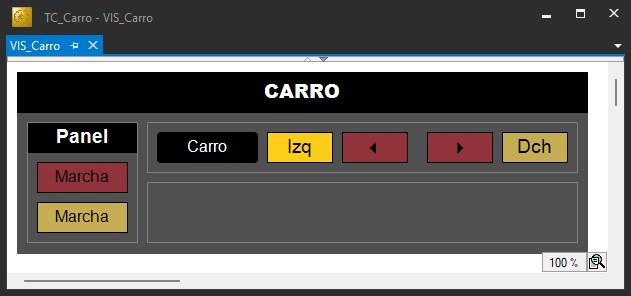 TC_Carro - VIS_Carro
VIS_Carro
CARRO
Panel
Carro Izq Dch
Marcha
Marcha
100 %